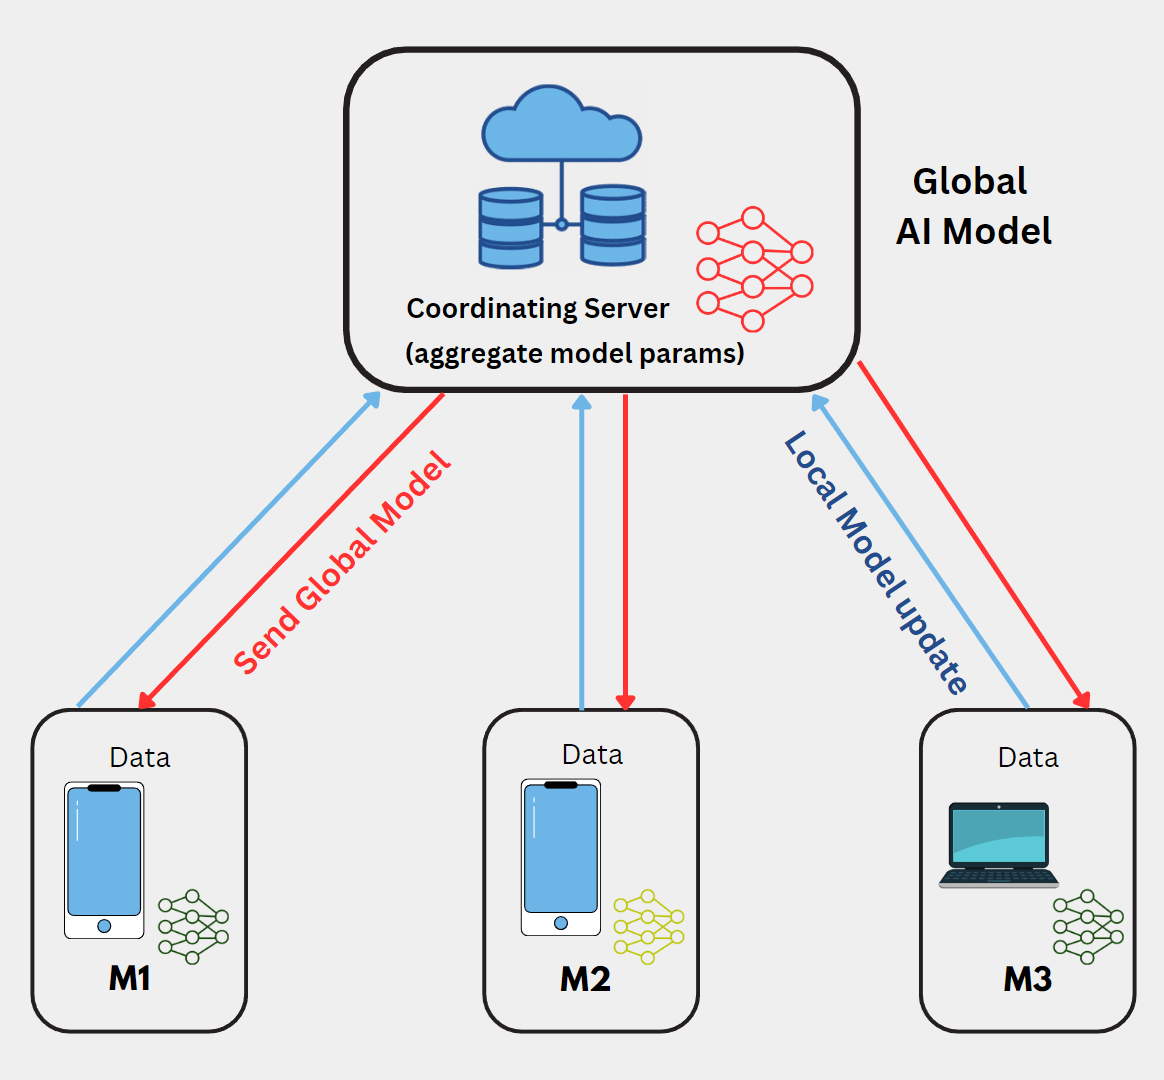 Global
AI Model
Coordinating Server
(aggregate model params)
Send Global Model
Local Model update
Data
M1
Data
M2
Data
M3